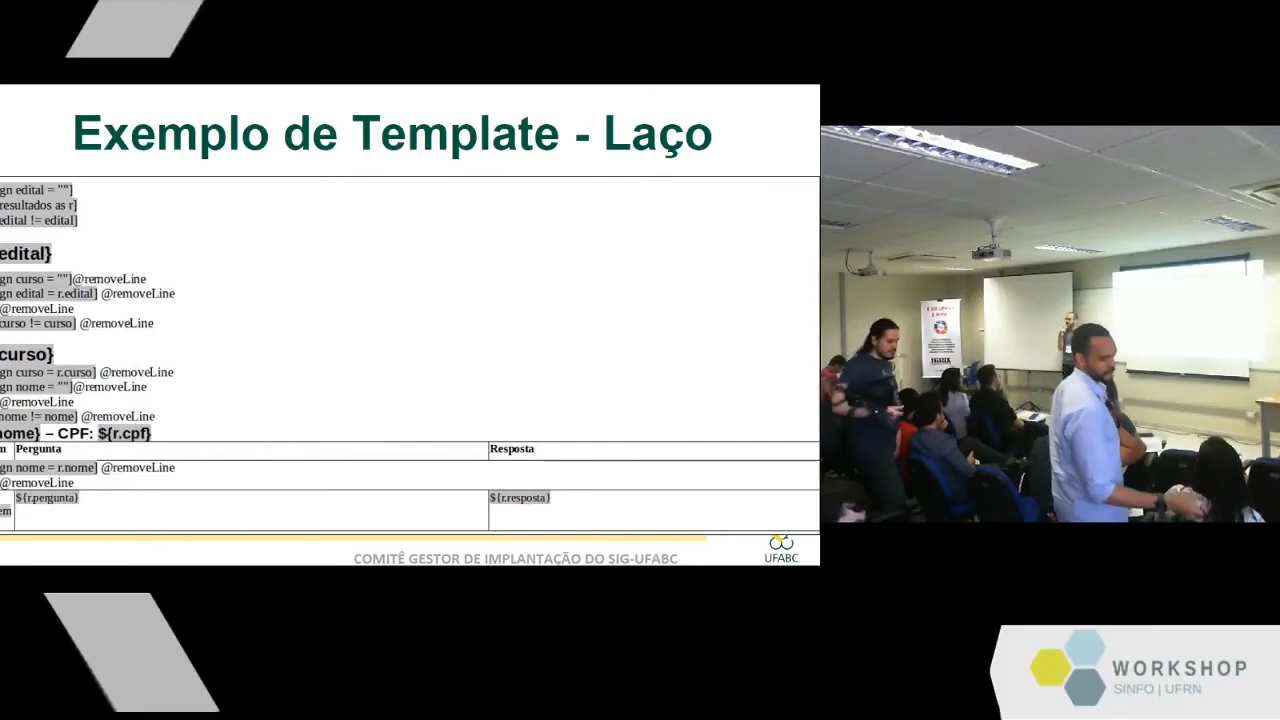 Exemplo de Template - Laço
gn edital = ""]
resultados as r]
edital != edital]
edital}
gn curso = ""]@removeLine
gn edital = r.edital] @removeLine
@removeLine
curso != curso] @removeLine
curso}
gn curso = r.curso] @removeLine
gn nome = ""]@removeLine
@removeLine
nome != nome] @removeLine
nome} – CPF: ${r.cpf}
m Pergunta Resposta
gn nome = r.nome] @removeLine
@removeLine
${r.pergunta} ${r.resposta}
em
COMITÊ GESTOR DE IMPLANTAÇÃO DO SIG-UFABC
UFABC
WORKSHOP
SINFO | UFRN